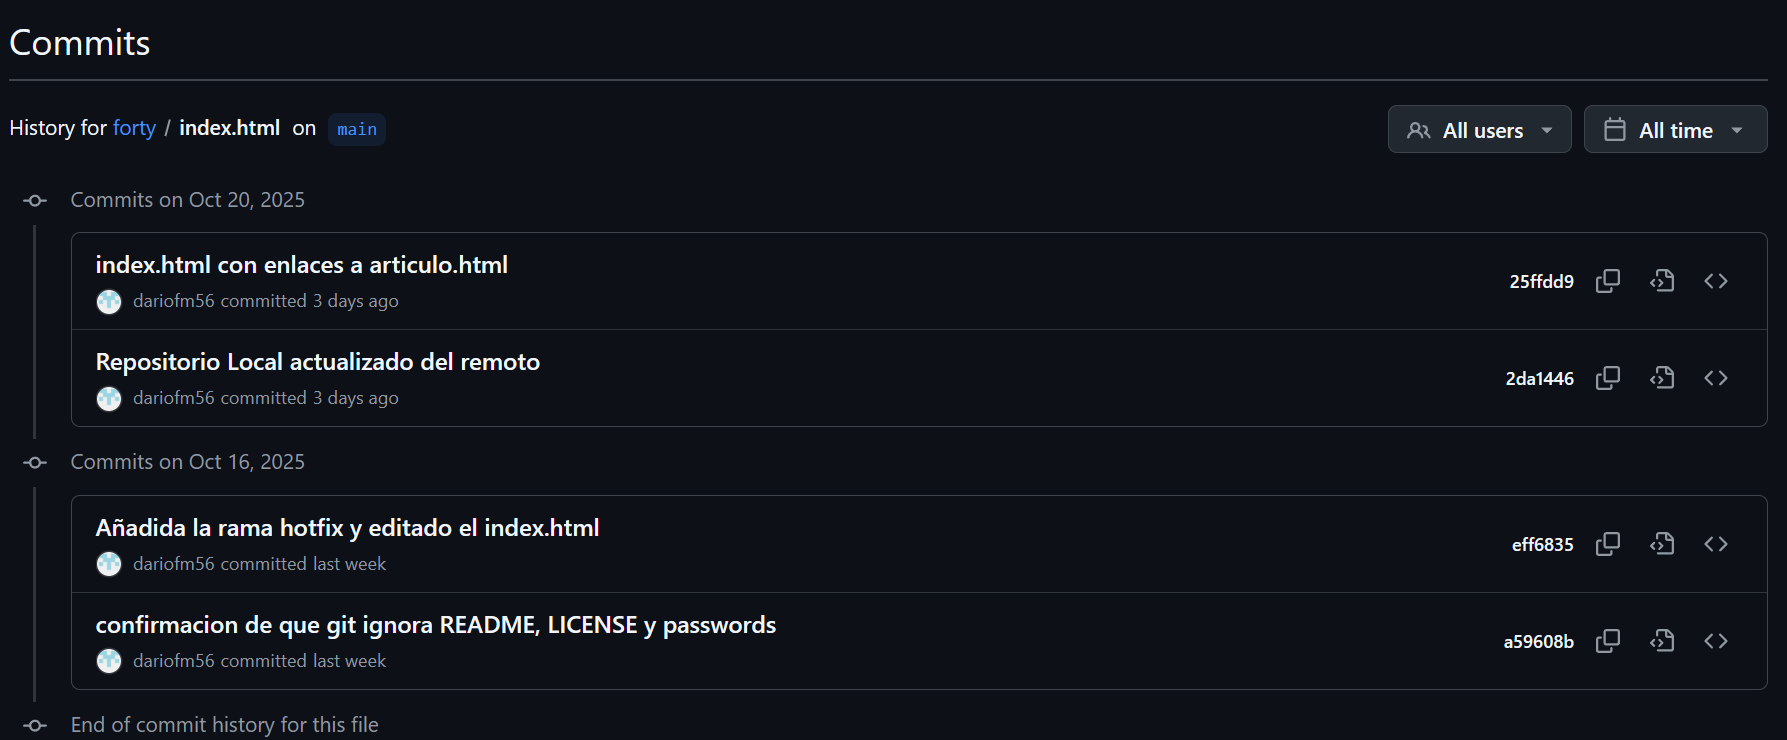 Commits
History for forty / index.html on main
All users
All time
Commits on Oct 20, 2025
index.html con enlaces a articulo.html
25ffdd9
dariofm56 committed 3 days ago
Repositorio Local actualizado del remoto
2da1446
dariofm56 committed 3 days ago
Commits on Oct 16, 2025
Añadida la rama hotfix y editado el index.html
eff6835
dariofm56 committed last week
confirmacion de que git ignora README, LICENSE y passwords
a59608b
dariofm56 committed last week
End of commit history for this file